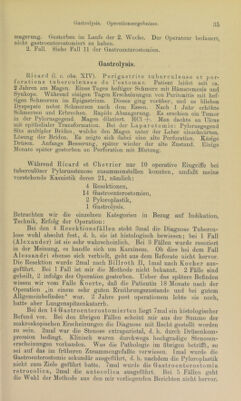 Gastrolysis. Operationsergebnisse. 35
magerung. Gestorben im Laufe der 2. Woche. Der Operateur bedauert,
nicht gastroenterostomiert zu haben.
2. Fall. Siehe Fall 11 der Gastroenterostomien.
Gastrolysis.
Ricard (l. c. obs. XIV). Perigastrite tuberculeuse et per-
forations tuberculeuse de l'estomac. Patient leidet seit ca.
2 Jahren am Magen. Eines Tages heftiger Schmerz mit Hämatemesis und
Synkope. Während einigen Tagen Erscheinungen von Peritonitis mit hef-
tigen Schmerzen im Epigastrium. Dieses ging vorüber, und es blieben
Dyspepsie nebst Schmerzen nach dem Essen. Nach 1 Jahr erfolgten
Schmerzen und Erbrechen. Rapide Abmagerung. Es erschien ein Tumor
in der Pylorusgegend. Magen dilatiert. HCl +. Man dachte an Ulcus
mit epithelialer Transformation. Bei der Laparotomie: Pylorusgegend
Sitz multipler Briden, welche den Magen unter der Leber einschnürten.
Lösung der Briden. Es zeigte sich dabei eine alte Perforation. Keine
Drüsen. Anfangs Besserung, später wieder der alte Zustand. Einige
Monate später gestorben an Perforation mit Blutung.
Während Ricard et Chevrier nur 10 operative Eingriffe bei
tuberculöser Pylorusstenose zusammenstellen konnten, umfaßt meine
vorstehende Kasuistik derer 21, nämlich:
4 Resektionen,
14 Gastroenterostomien,
2 Pyloroplastik,
1 Gastrolysis.
Betrachten wir die einzelnen Kategorien in Bezug auf Indikation,
Technik, Erfolg der Operation:
Bei den 4 Resektionsfällen steht 3mal die Diagnose Tubercu-
lose wohl absolut fest, d. h. sie ist histologisch bewiesen; bei 1 Fall
(Alexander) ist sie sehr wahrscheinlich. Bei 3 Fällen wurde reseziert
in der Meinung, es handle sich um Karzinom. Ob dies bei dem Fall
Alexander ebenso sich verhielt, geht aus dem Referate nicht hervor.
Die Resektion wurde 2mal nach Billroth II, 1mal nach Kocher aus-
geführt. Bei 1 Fall ist mir die Methode nicht bekannt. 2 Fälle sind
geheilt, 2 infolge der Operation gestorben. Ueber das spätere Befinden
wissen wir vom Falle Koerte, daß die Patientin 18 Monate nach der
Operation „in einem sehr guten Ernährungszustande und bei gutem
Allgemeinbefinden" war. 2 Jahre post operationem lebte sie noch,
hatte aber Lungenspitzenkatarrh.
Bei den 14 Gastroenterostomierten liegt 7mal ein histologischer
Befund vor. Bei den übrigen Fällen scheint mir aus der Summe der
makroskopischen Erscheinungen die Diagnose mit Recht gestellt worden
zu sein. 2mal war die Stenose extraparietal, d. h. durch Drüsenkom-
pression bedingt. Klinisch waren durchwegs hochgradige Stenosen-
erscheinungen vorhanden. Was die Pathologie im übrigen betrifft, so
sei auf das im früheren Zusammengefaßte verwiesen. 1mal wurde die
Gastroenterostomie sekundär ausgeführt, d. h. nachdem die Pyloroplastik
nicht zum Ziele geführt hatte, 7mal wurde die Gastroenterostomia
retrocolica, 2mal die antecolica ausgeführt. Bei 5 Fällen geht
die Wahl der Methode aus den mir vorliegenden Berichten nicht hervor.